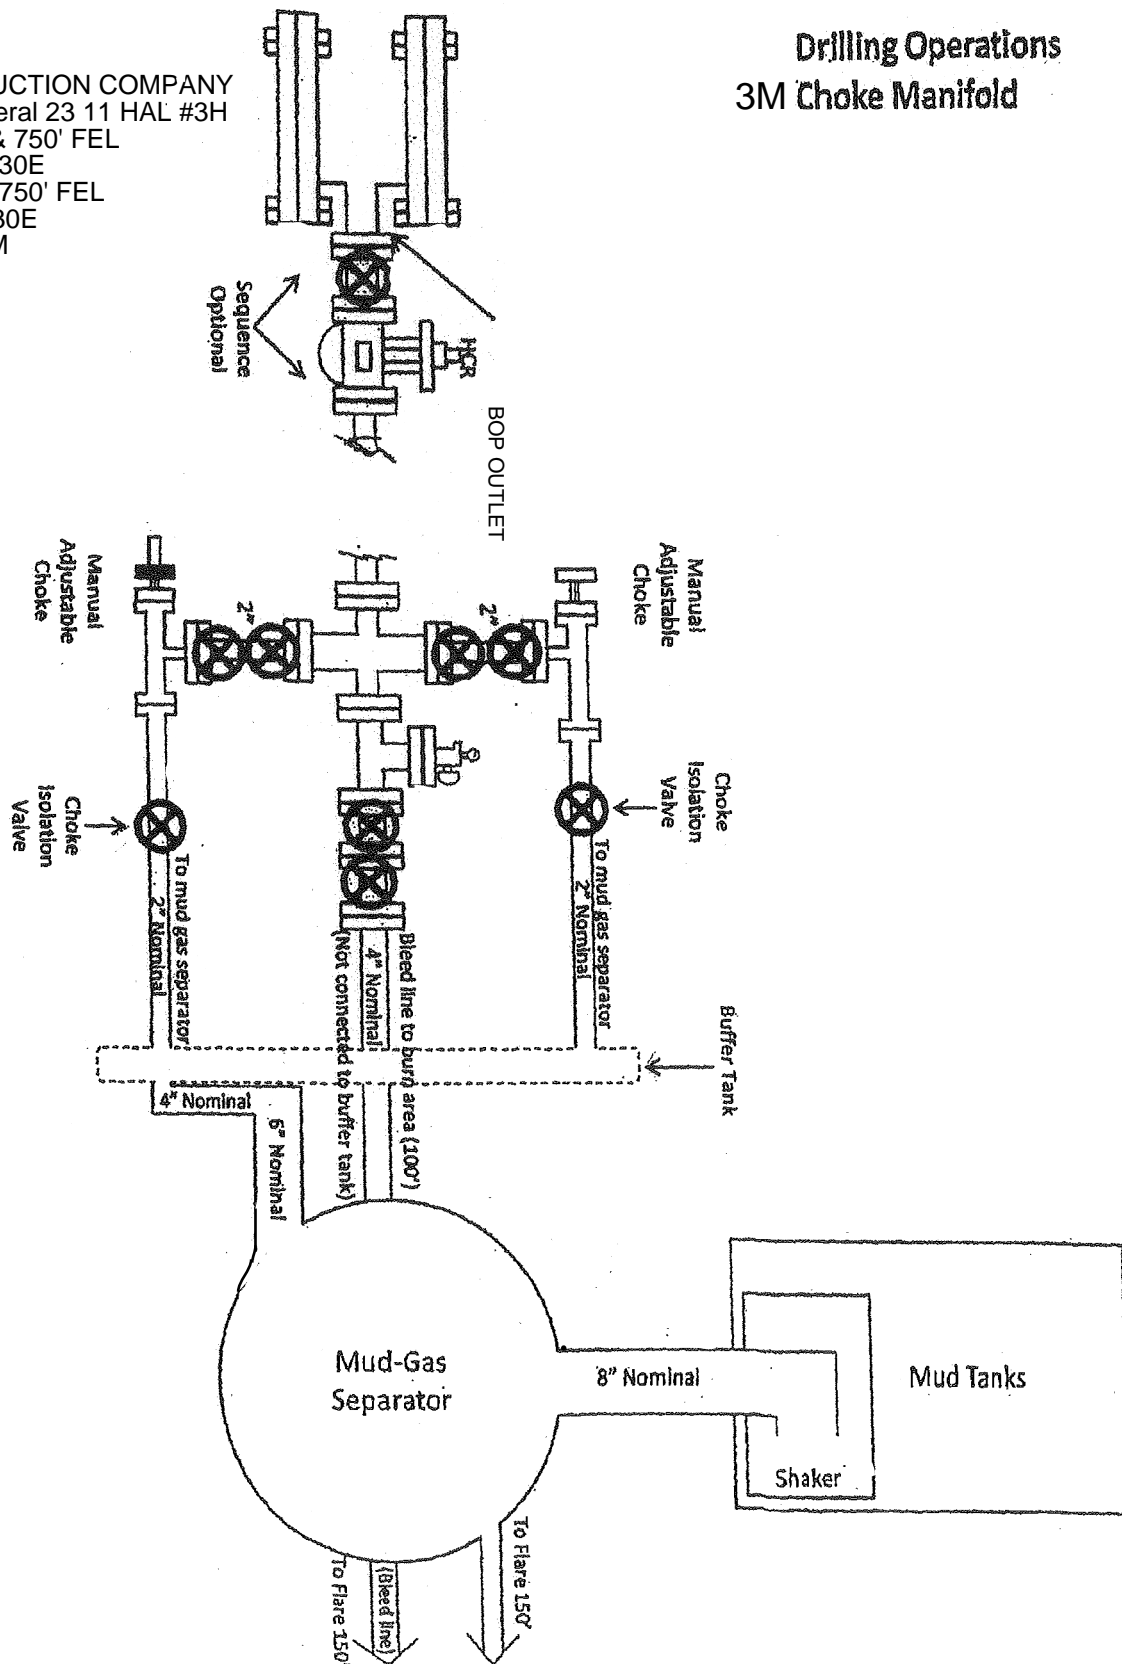 Drilling Operations
3M Choke Manifold
UCTION COMPANY
eral 23 11 HAL #3H
& 750' FEL
30E
750' FEL
30E
M
Sequence
Optional
HCR
BOP OUTLET
Manual
Adjustable
Choke
Manual
Adjustable
Choke
2"
2"
Choke
Isolation
Valve
Choke
Isolation
Valve
To mud gas separator
2" Nominal
To mud gas separator
2" Nominal
Bleed line to burn area (100')
4" Nominal
(Not connected to buffer tank)
Buffer Tank
4" Nominal
6" Nominal
Mud-Gas
Separator
8" Nominal
Mud Tanks
Shaker
To Flare 150'
(Bleed line)
To Flare 150'